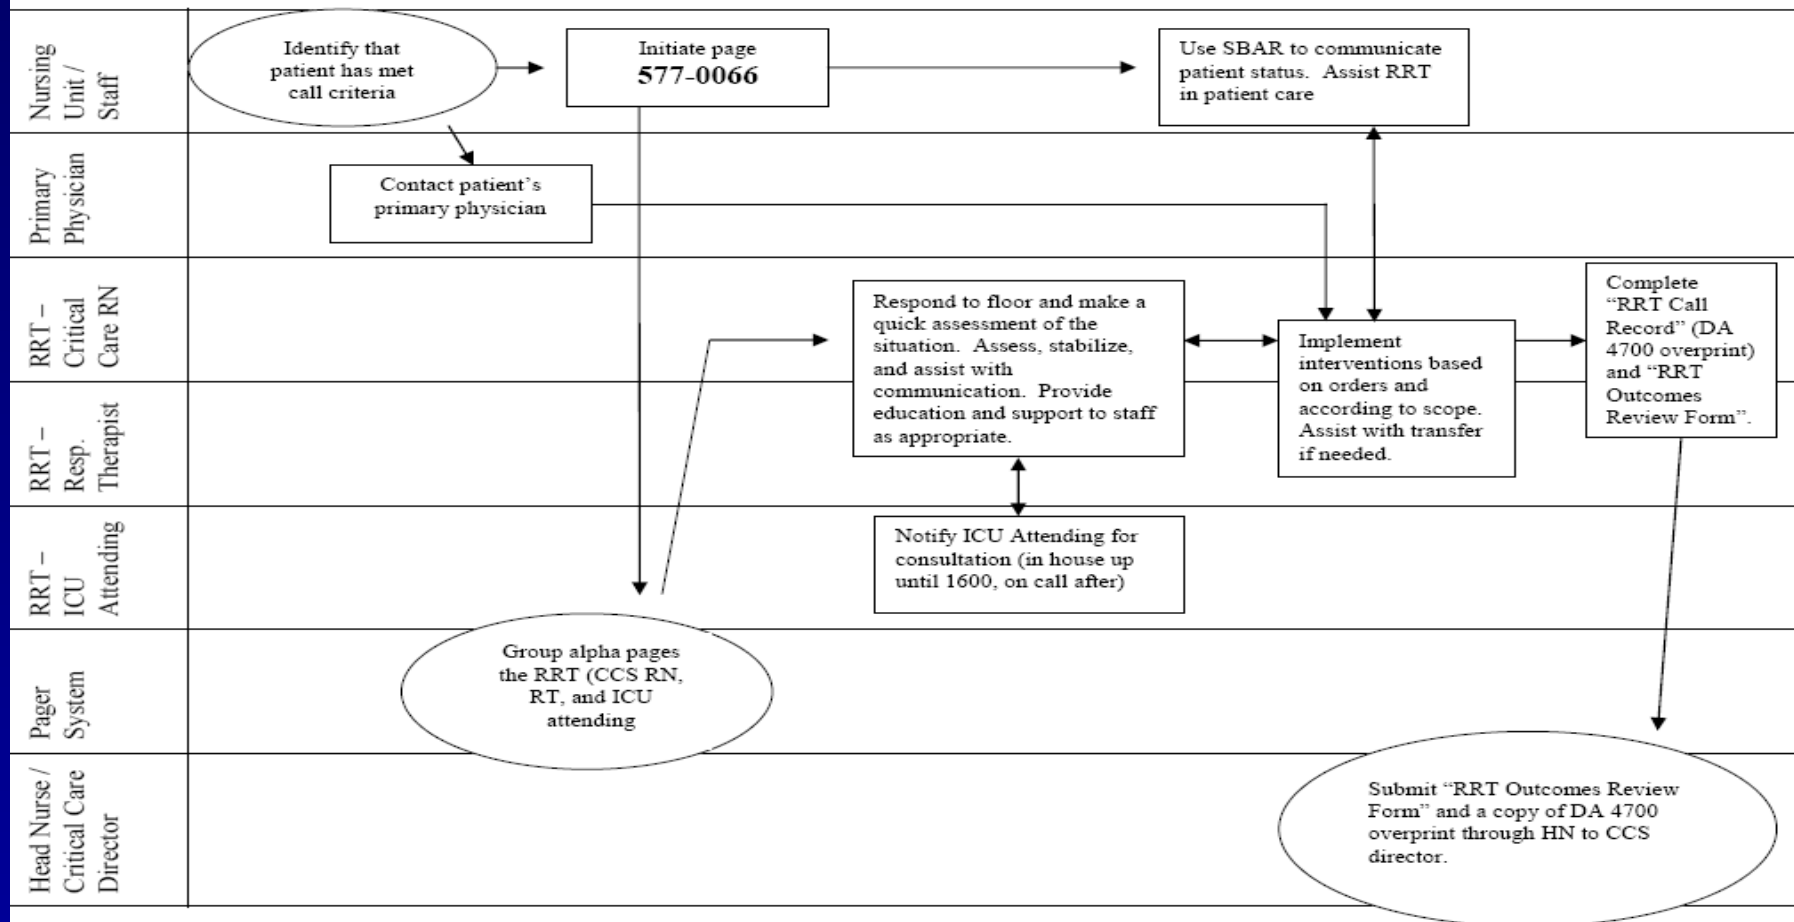 Nursing
Unit /
Staff
Identify that
patient has met
call criteria
Initiate page
577-0066
Use SBAR to communicate
patient status.  Assist RRT
in patient care
Primary
Physician
Contact patient’s
primary physician
RRT –
Critical
Care RN
Respond to floor and make a
quick assessment of the
situation.  Assess, stabilize,
and assist with
communication.  Provide
education and support to staff
as appropriate.
Implement
interventions based
on orders and
according to scope.
Assist with transfer
if needed.
Complete
“RRT Call
Record” (DA
4700 overprint)
and “RRT
Outcomes
Review Form”.
RRT –
Resp.
Therapist
RRT –
ICU
Attending
Notify ICU Attending for
consultation (in house up
until 1600, on call after)
Pager
System
Group alpha pages
the RRT (CCS RN,
RT, and ICU
attending
Head Nurse /
Critical Care
Director
Submit “RRT Outcomes Review
Form” and a copy of DA 4700
overprint through HN to CCS
director.